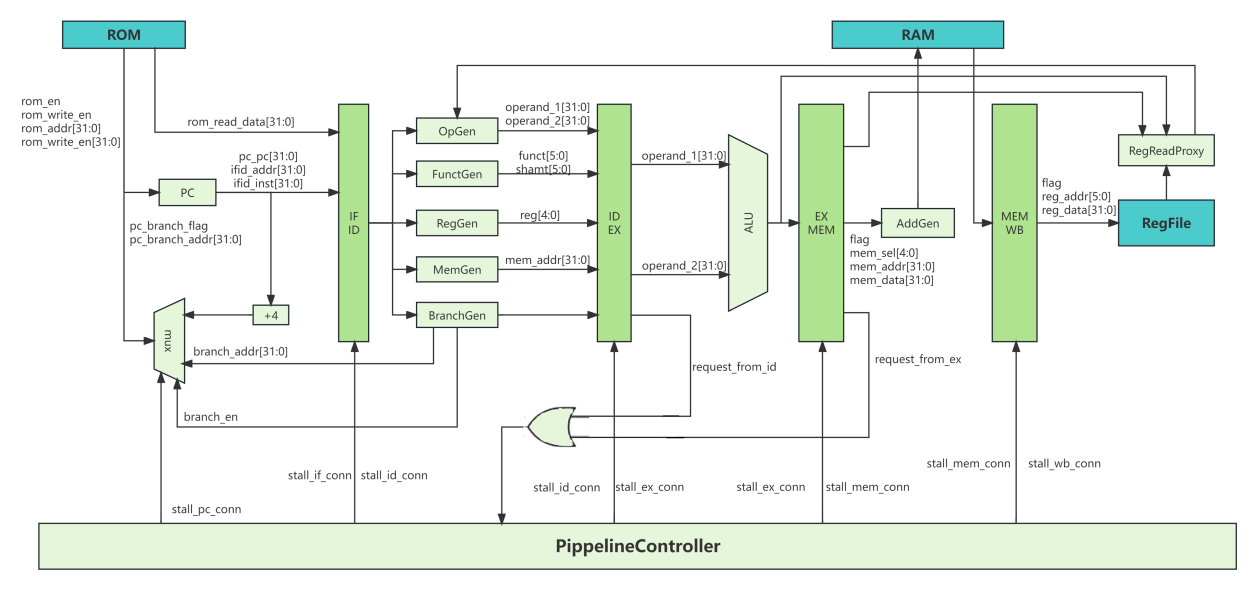 ROM
RAM
rom_en
rom_write_en
rom_addr[31:0]
rom_write_en[31:0]
rom_read_data[31:0]
pc_pc[31:0]
ifid_addr[31:0]
ifid_inst[31:0]
PC
pc_branch_flag
pc_branch_addr[31:0]
+4
mux
branch_addr[31:0]
branch_en
IF
ID
OpGen
FunctGen
RegGen
MemGen
BranchGen
operand_1[31:0]
operand_2[31:0]
funct[5:0]
shamt[5:0]
reg[4:0]
mem_addr[31:0]
ID
EX
operand_1[31:0]
operand_2[31:0]
ALU
EX
MEM
AddGen
flag
mem_sel[4:0]
mem_addr[31:0]
mem_data[31:0]
MEM
WB
flag
reg_addr[5:0]
reg_data[31:0]
RegReadProxy
RegFile
request_from_id
request_from_ex
stall_pc_conn
stall_if_conn
stall_id_conn
stall_id_conn
stall_ex_conn
stall_ex_conn
stall_mem_conn
stall_mem_conn
stall_wb_conn
PippelineController